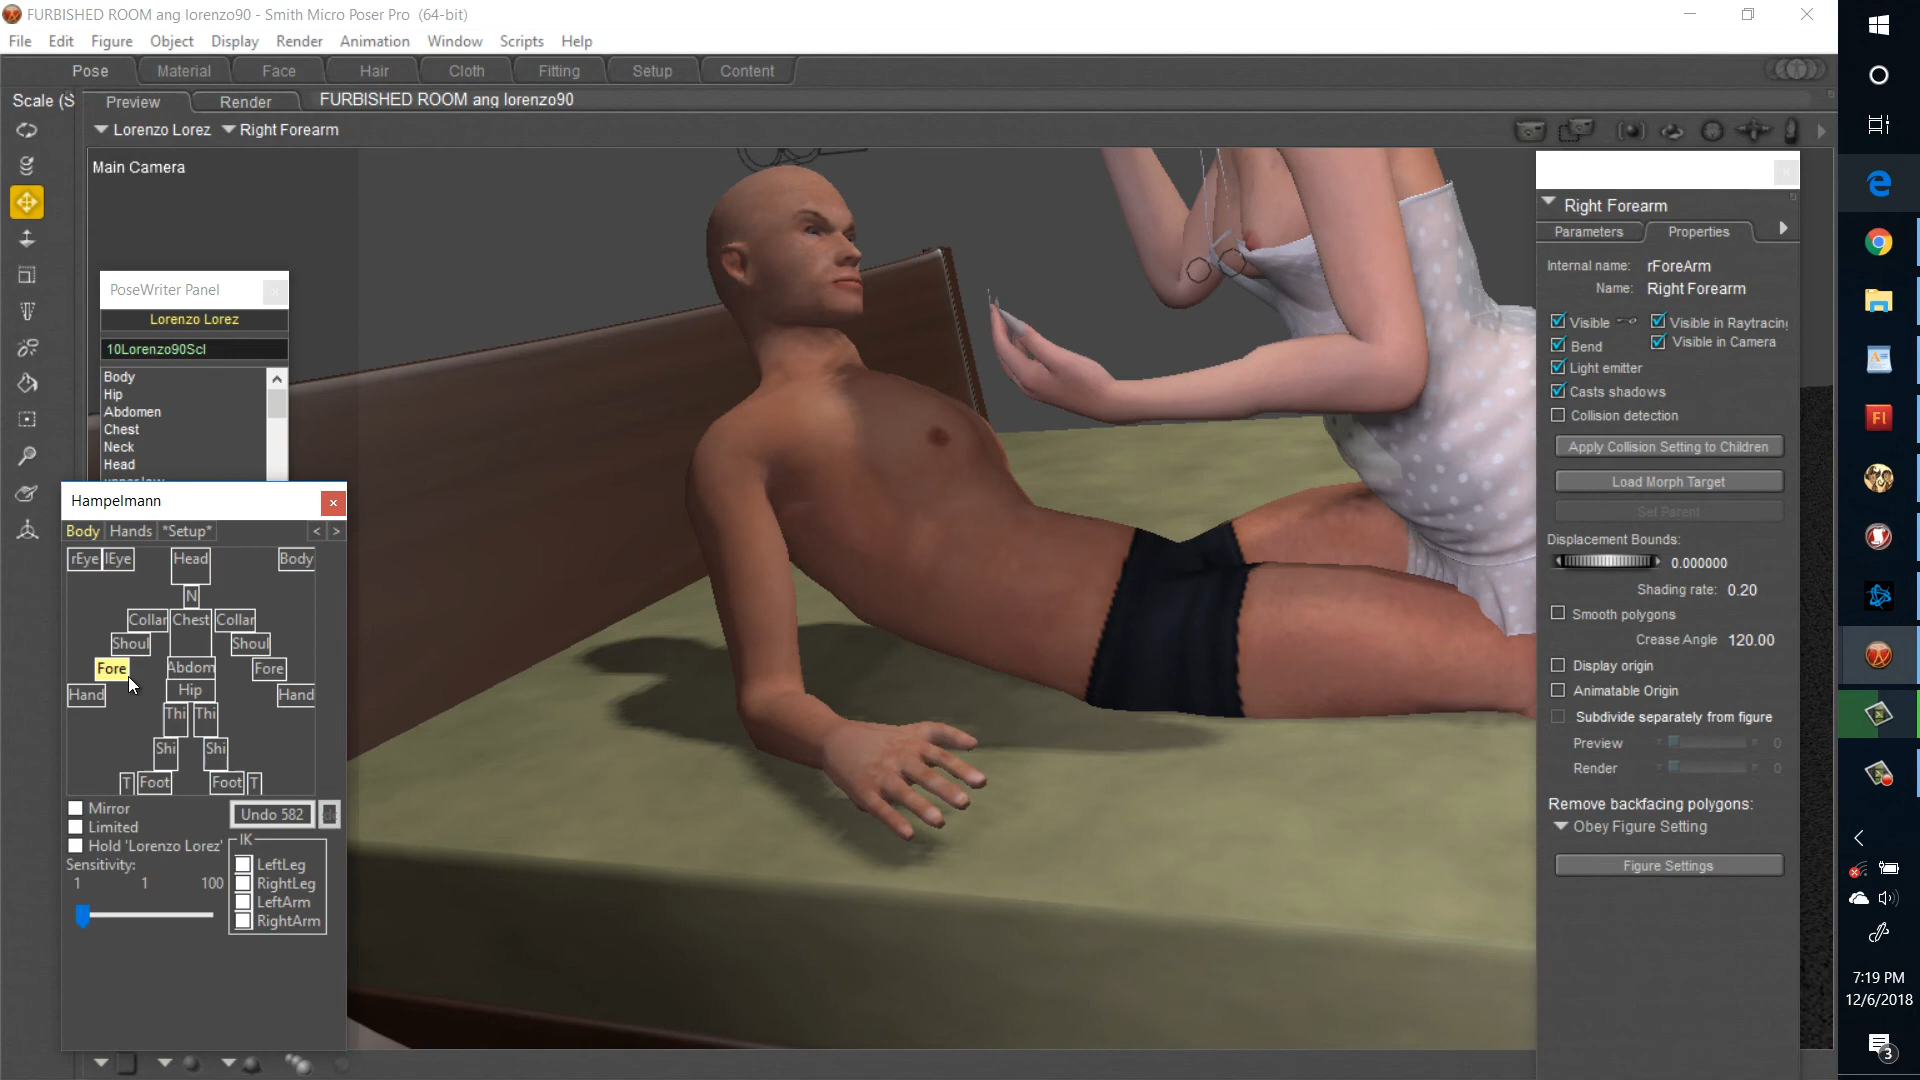 FURBISHED ROOM ang lorenzo90 - Smith Micro Poser Pro (64-bit)
File Edit Figure Object Display Render Animation Window Scripts Help
Pose Material Face Hair Cloth Fitting Setup Content
Scale (S
Preview Render FURBISHED ROOM ang lorenzo90
Lorenzo Lorez Right Forearm
Main Camera
PoseWriter Panel
Lorenzo Lorez
10Lorenzo90Scl
Body
Hip
Abdomen
Chest
Neck
Head
Hampelmann
Body Hands *Setup* < >
rEye lEye Head Body
N
Collar Chest Collar
Shoul Shoul
Fore Abdom Fore
Hand Hip Hand
Thi Thi
Shi Shi
T Foot Foot T
Mirror
Limited
Hold 'Lorenzo Lorez'
Undo 582
Sensitivity:
1 1 100
IK
LeftLeg
RightLeg
LeftArm
RightArm
Right Forearm
Parameters Properties
Internal name: rForeArm
Name: Right Forearm
Visible Visible in Raytracing
Bend Visible in Camera
Light emitter
Casts shadows
Collision detection
Apply Collision Setting to Children
Load Morph Target
Set Parent
Displacement Bounds:
0.000000
Shading rate: 0.20
Smooth polygons
Crease Angle 120.00
Display origin
Animatable Origin
Subdivide separately from figure
Preview 0
Render 0
Remove backfacing polygons:
Obey Figure Setting
Figure Settings
7:19 PM
12/6/2018
3